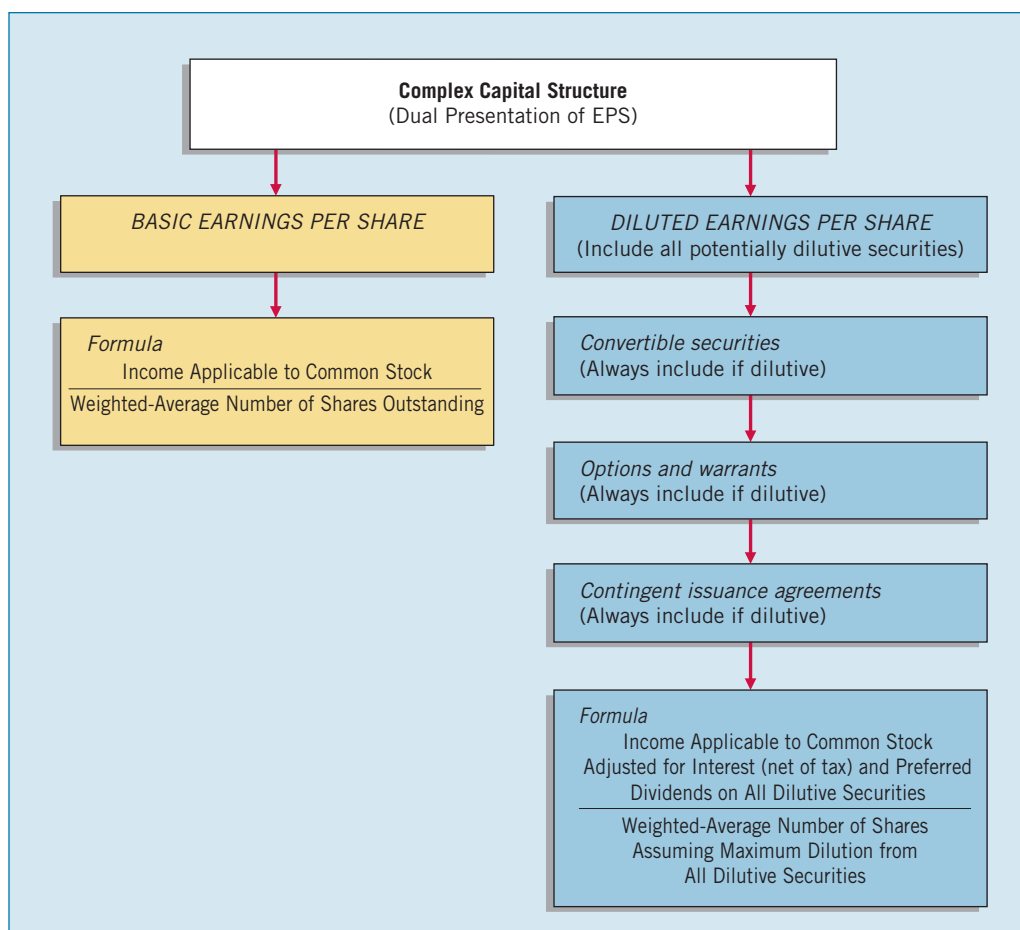 Complex Capital Structure
(Dual Presentation of EPS)
BASIC EARNINGS PER SHARE
Formula
Income Applicable to Common Stock
Weighted-Average Number of Shares Outstanding
DILUTED EARNINGS PER SHARE
(Include all potentially dilutive securities)
Convertible securities
(Always include if dilutive)
Options and warrants
(Always include if dilutive)
Contingent issuance agreements
(Always include if dilutive)
Formula
Income Applicable to Common Stock
Adjusted for Interest (net of tax) and Preferred
Dividends on All Dilutive Securities
Weighted-Average Number of Shares
Assuming Maximum Dilution from
All Dilutive Securities